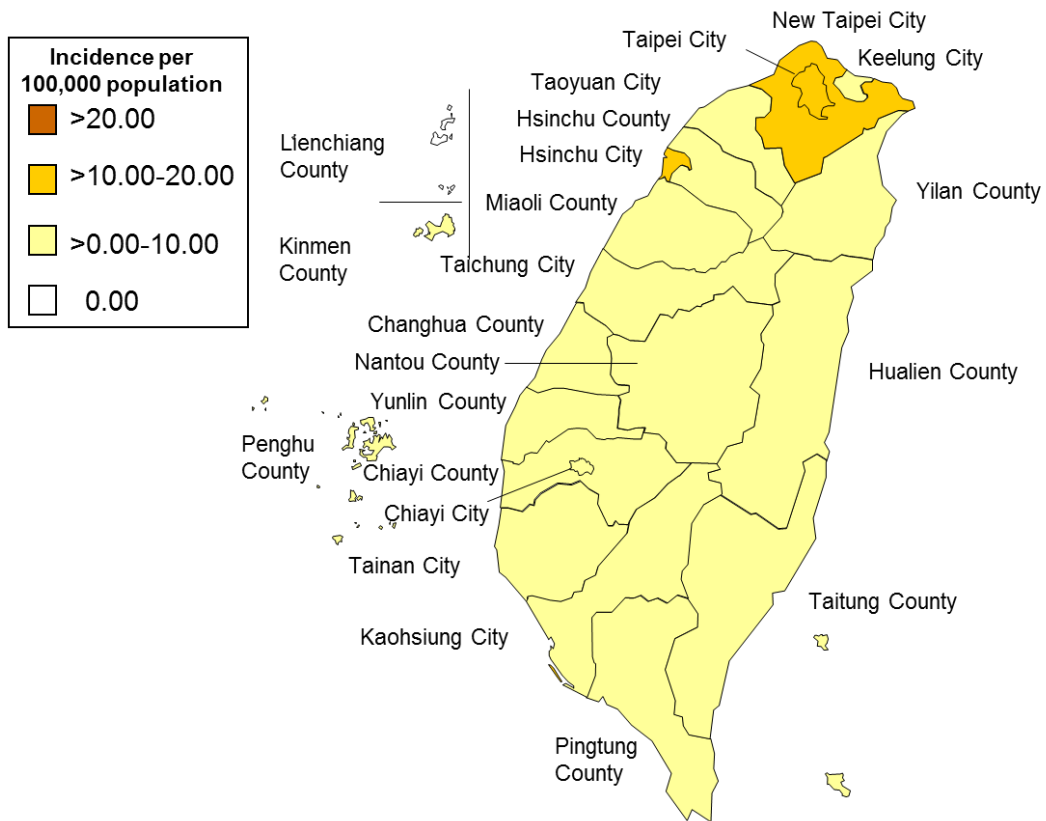 Incidence per
100,000 population
>20.00
>10.00-20.00
>0.00-10.00
0.00
New Taipei City
Taipei City
Keelung City
Taoyuan City
Hsinchu County
Lienchiang
County
Hsinchu City
Yilan County
Miaoli County
Kinmen
County
Taichung City
Changhua County
Nantou County
Hualien County
Yunlin County
Penghu
County
Chiayi County
Chiayi City
Tainan City
Taitung County
Kaohsiung City
Pingtung
County